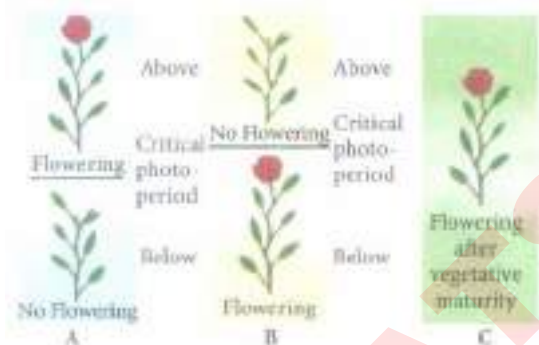 Flowering
No Flowering
A
Above
Critical
photo-
period
Below
No Flowering
Flowering
B
Above
Critical
photo-
period
Below
Flowering
after
vegetative
maturity
C